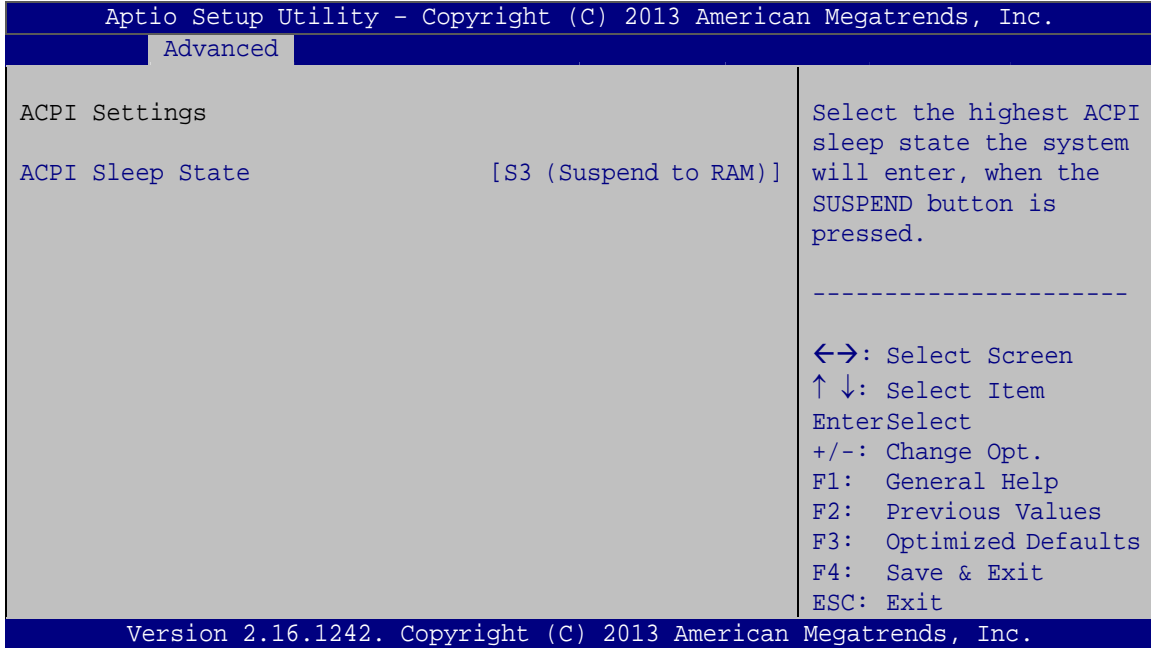 Aptio Setup Utility – Copyright (C) 2013 American Megatrends, Inc.
Advanced
ACPI Settings
ACPI Sleep State [S3 (Suspend to RAM)]
Select the highest ACPI
sleep state the system
will enter, when the
SUSPEND button is
pressed.
----------------------
←→: Select Screen
↑ ↓: Select Item
EnterSelect
+/-: Change Opt.
F1: General Help
F2: Previous Values
F3: Optimized Defaults
F4: Save & Exit
ESC: Exit
Version 2.16.1242. Copyright (C) 2013 American Megatrends, Inc.